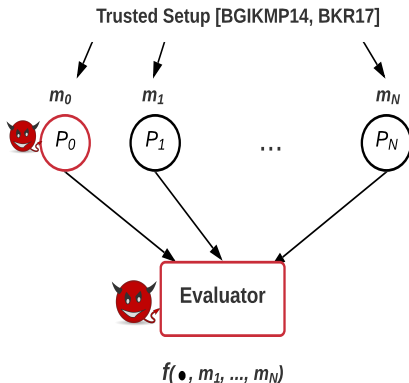 Trusted Setup [BGIKMP14, BKR17]
m0 m1 mN
P0 P1 ... PN
Evaluator
f(•, m1, ..., mN)